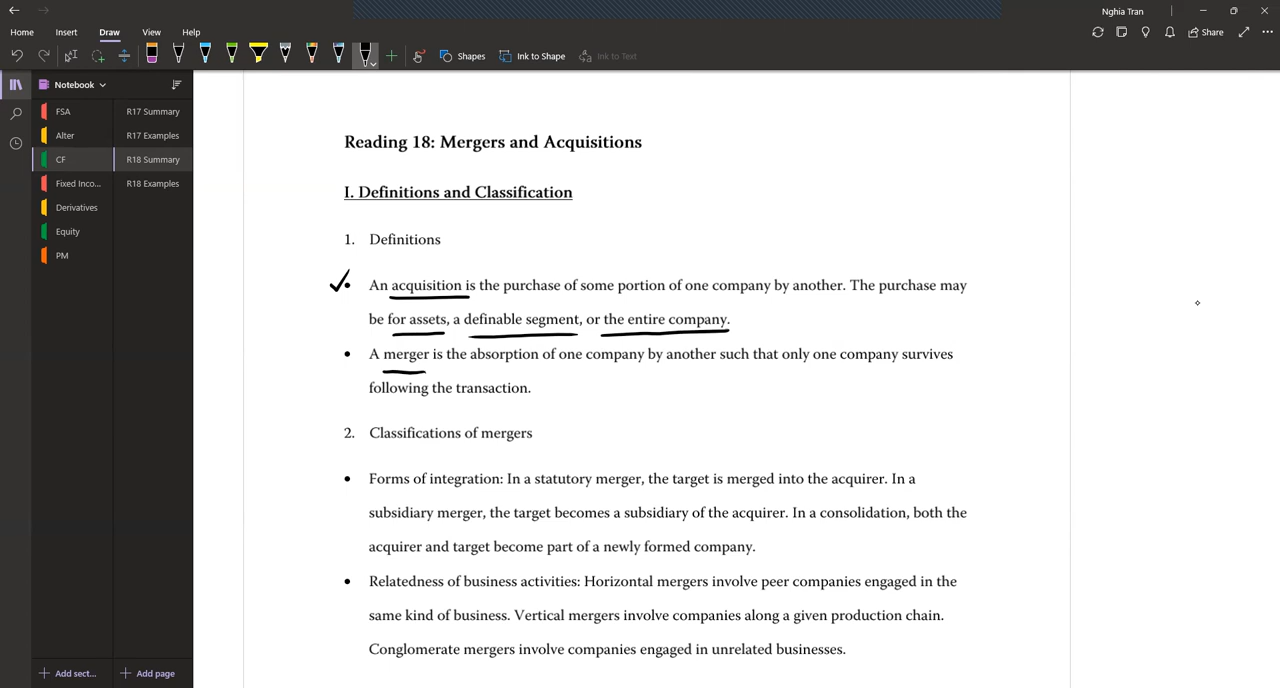 Nghia Tran
Home Insert Draw View Help
Share
Shapes Ink to Shape Ink to Text
Notebook
FSA
Alter
CF
Fixed Inco...
Derivatives
Equity
PM
R17 Summary
R17 Examples
R18 Summary
R18 Examples
Reading 18: Mergers and Acquisitions
I. Definitions and Classification
1. Definitions
• An acquisition is the purchase of some portion of one company by another. The purchase may
be for assets, a definable segment, or the entire company.
• A merger is the absorption of one company by another such that only one company survives
following the transaction.
2. Classifications of mergers
• Forms of integration: In a statutory merger, the target is merged into the acquirer. In a
subsidiary merger, the target becomes a subsidiary of the acquirer. In a consolidation, both the
acquirer and target become part of a newly formed company.
• Relatedness of business activities: Horizontal mergers involve peer companies engaged in the
same kind of business. Vertical mergers involve companies along a given production chain.
Conglomerate mergers involve companies engaged in unrelated businesses.
Add sect... Add page